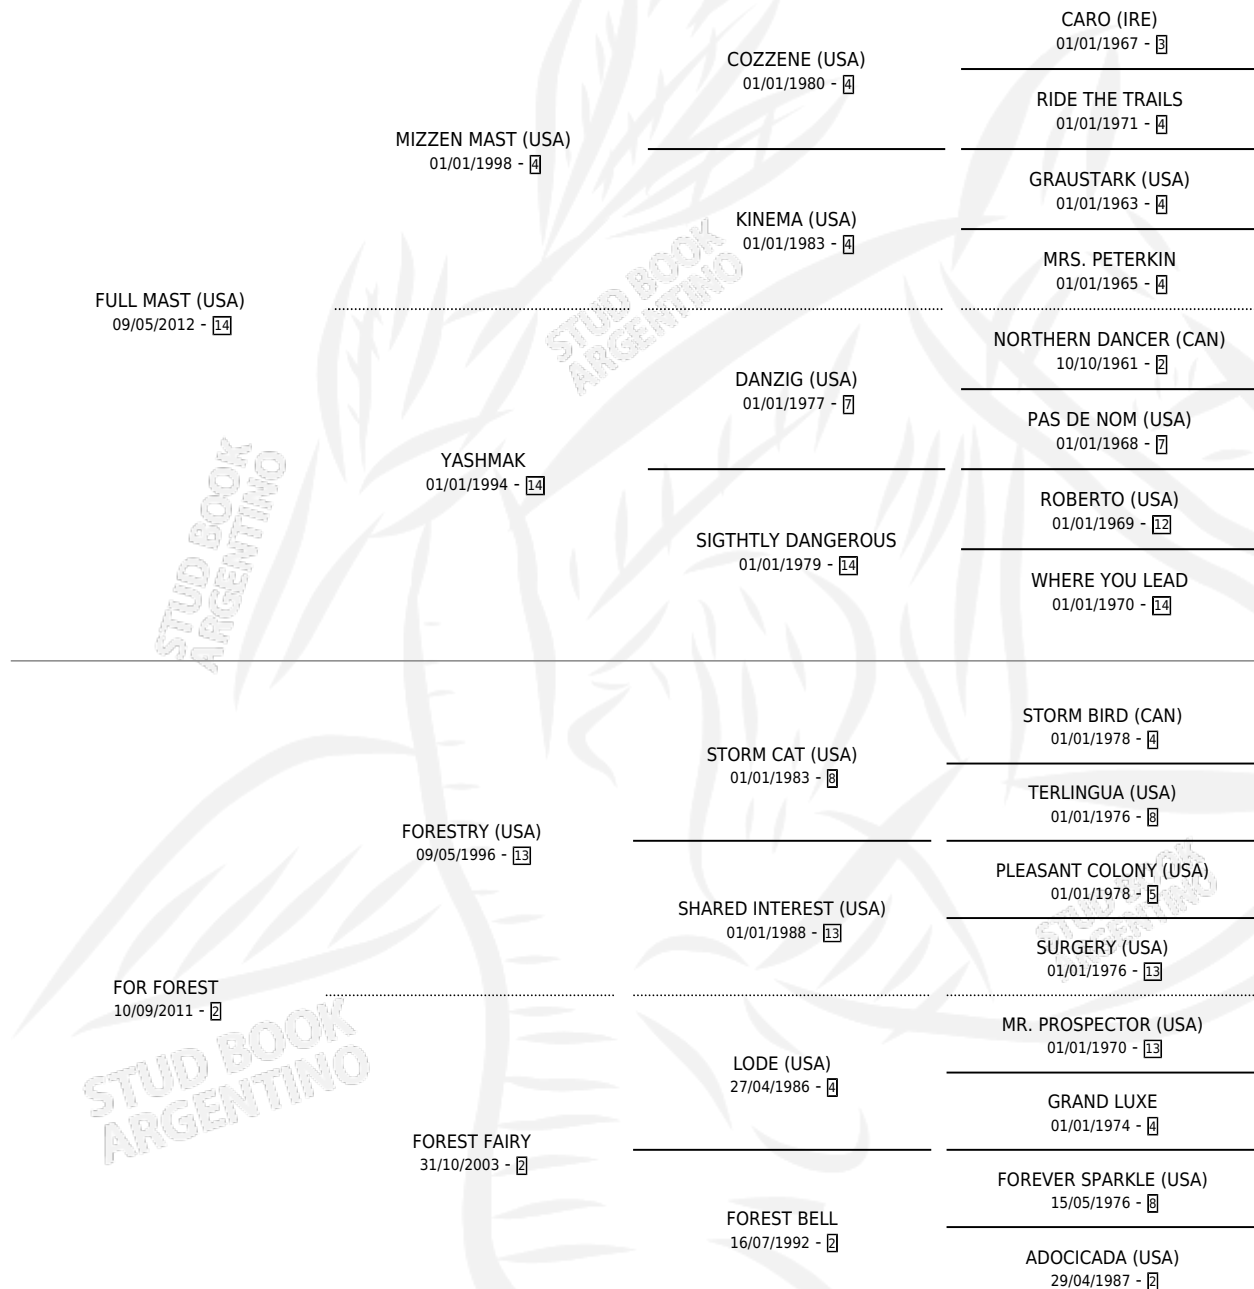 FULL MAST (USA)
09/05/2012 - 14
MIZZEN MAST (USA)
01/01/1998 - 4
COZZENE (USA)
01/01/1980 - 4
CARO (IRE)
01/01/1967 - 3
RIDE THE TRAILS
01/01/1971 - 4
KINEMA (USA)
01/01/1983 - 4
GRAUSTARK (USA)
01/01/1963 - 4
MRS. PETERKIN
01/01/1965 - 4
YASHMAK
01/01/1994 - 14
DANZIG (USA)
01/01/1977 - 7
NORTHERN DANCER (CAN)
10/10/1961 - 2
PAS DE NOM (USA)
01/01/1968 - 7
SIGTHTLY DANGEROUS
01/01/1979 - 14
ROBERTO (USA)
01/01/1969 - 12
WHERE YOU LEAD
01/01/1970 - 14
FOR FOREST
10/09/2011 - 2
FORESTRY (USA)
09/05/1996 - 13
STORM CAT (USA)
01/01/1983 - 8
STORM BIRD (CAN)
01/01/1978 - 4
TERLINGUA (USA)
01/01/1976 - 8
SHARED INTEREST (USA)
01/01/1988 - 13
PLEASANT COLONY (USA)
01/01/1978 - 5
SURGERY (USA)
01/01/1976 - 13
FOREST FAIRY
31/10/2003 - 2
LODE (USA)
27/04/1986 - 4
MR. PROSPECTOR (USA)
01/01/1970 - 13
GRAND LUXE
01/01/1974 - 4
FOREST BELL
16/07/1992 - 2
FOREVER SPARKLE (USA)
15/05/1976 - 8
ADOCICADA (USA)
29/04/1987 - 2
STUD BOOK
ARGENTINO
STUD BOOK
ARGENTINO
STUD BOOK
ARGENTINO
STUD BOOK
ARGENTINO